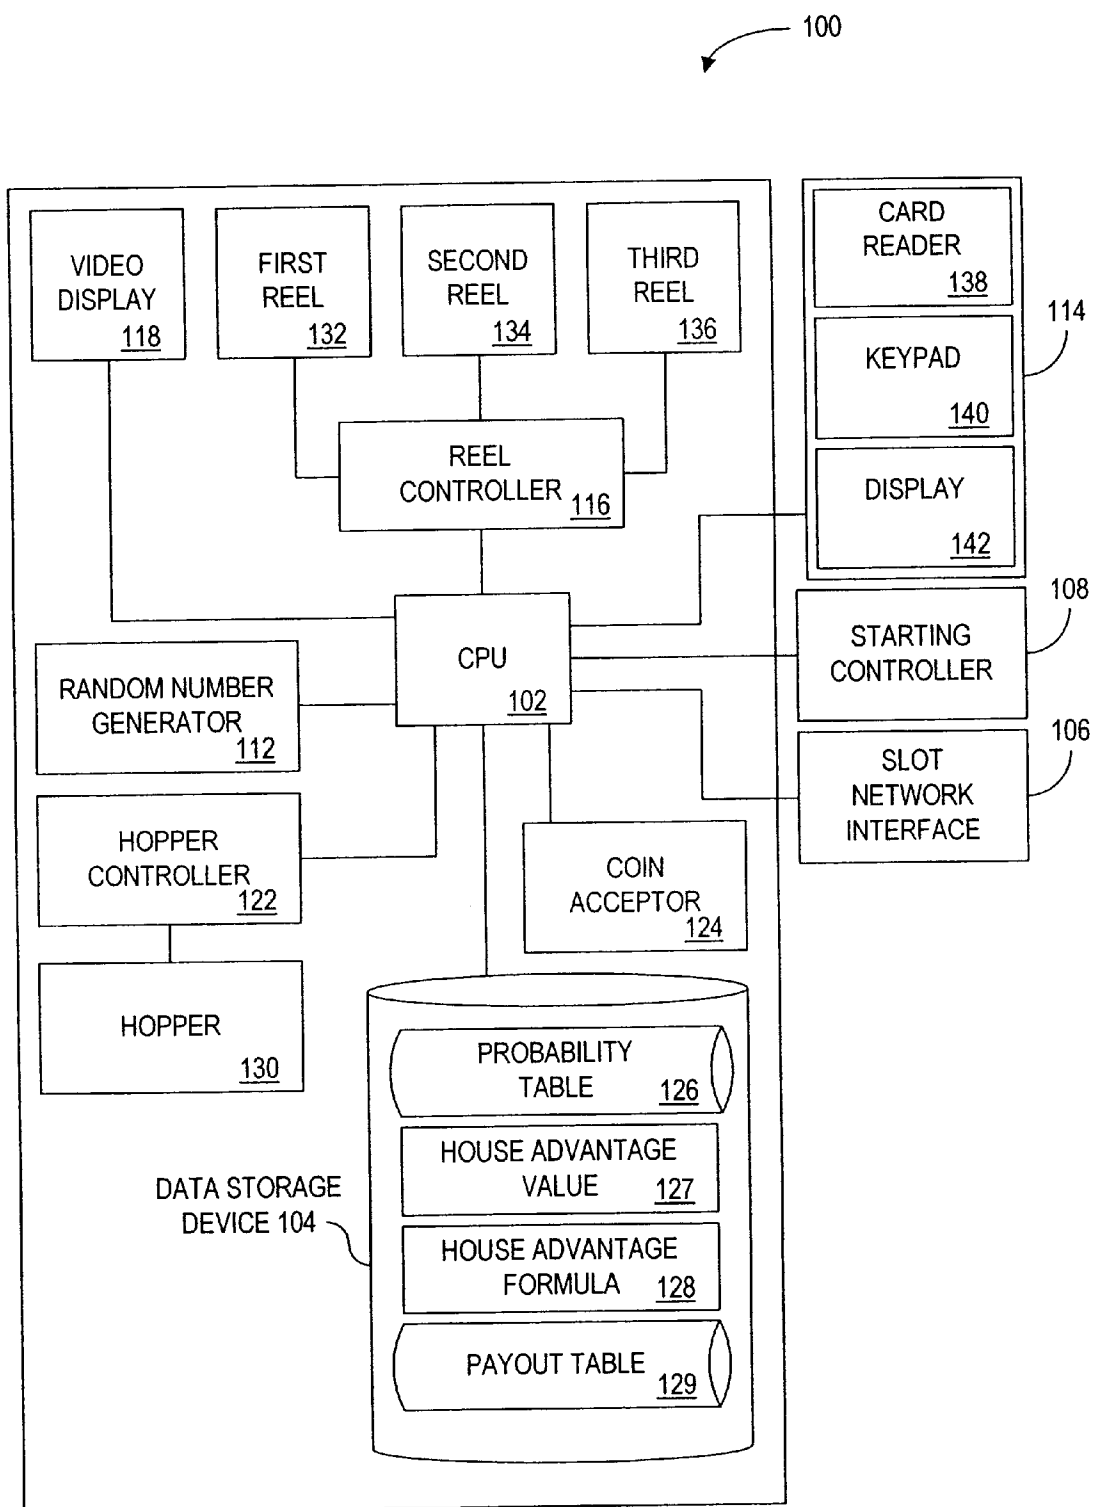 100
VIDEO
DISPLAY
118
FIRST
REEL
132
SECOND
REEL
134
THIRD
REEL
136
CARD
READER
138
114
KEYPAD
140
DISPLAY
142
REEL
CONTROLLER
116
CPU
102
108
STARTING
CONTROLLER
RANDOM NUMBER
GENERATOR
112
106
SLOT
NETWORK
INTERFACE
HOPPER
CONTROLLER
122
COIN
ACCEPTOR
124
HOPPER
130
PROBABILITY
TABLE
126
HOUSE ADVANTAGE
VALUE
127
DATA STORAGE
DEVICE 104
HOUSE ADVANTAGE
FORMULA
128
PAYOUT TABLE
129